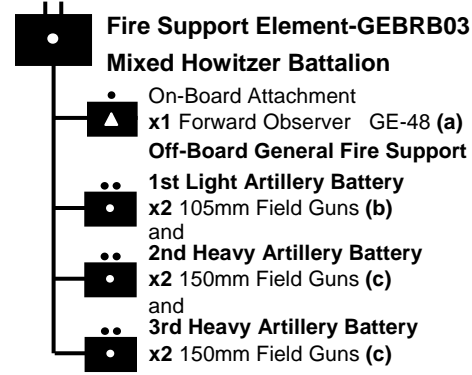 Fire Support Element-GEBRB03
Mixed Howitzer Battalion
On-Board Attachment
x1 Forward Observer GE-48 (a)
Off-Board General Fire Support
1st Light Artillery Battery
x2 105mm Field Guns (b)
and
2nd Heavy Artillery Battery
x2 150mm Field Guns (c)
and
3rd Heavy Artillery Battery
x2 150mm Field Guns (c)